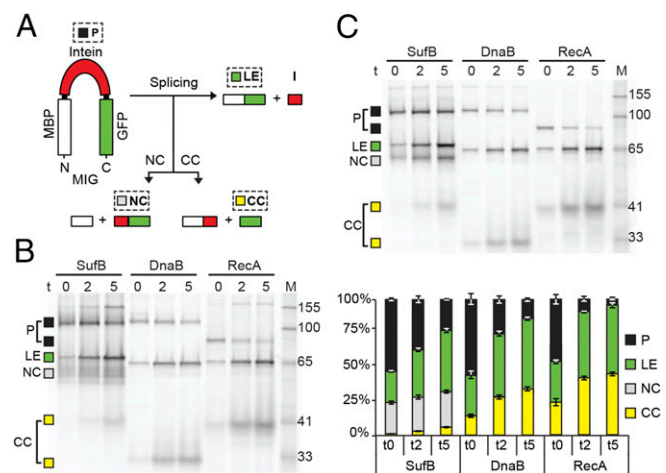 A
P
Intein
MBP
GFP
N
C
MIG
Splicing
LE
I
+
NC
CC
NC
CC
+
+
B
SufB
DnaB
RecA
t
0
2
5
0
2
5
0
2
5
M
P
LE
NC
CC
155
100
65
41
33
C
SufB
DnaB
RecA
t
0
2
5
0
2
5
0
2
5
M
P
LE
NC
CC
155
100
65
41
33
100%
75%
50%
25%
0
t0
t2
t5
t0
t2
t5
t0
t2
t5
SufB
DnaB
RecA
P
LE
NC
CC